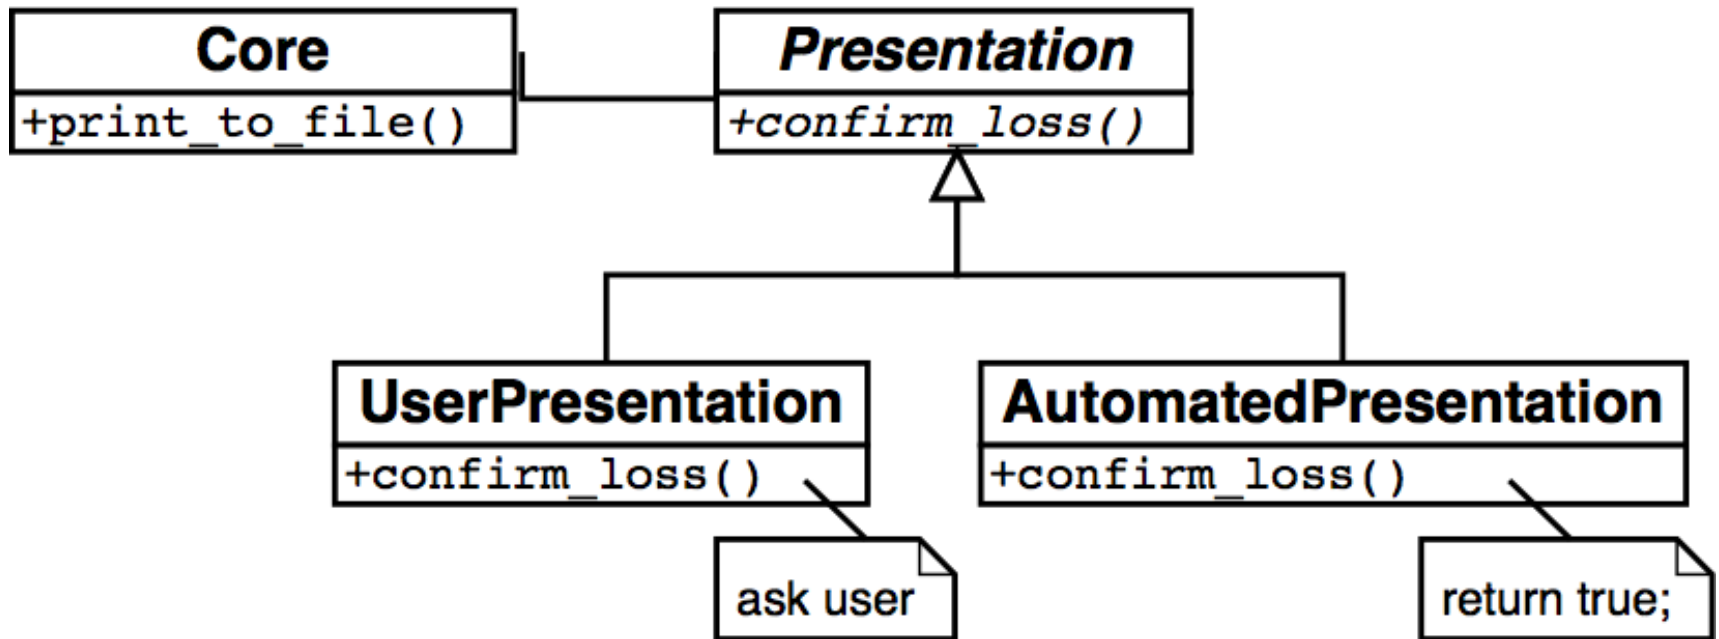 Core
+print_to_file()
Presentation
+confirm_loss()
UserPresentation
+confirm_loss()
AutomatedPresentation
+confirm_loss()
ask user
return true;